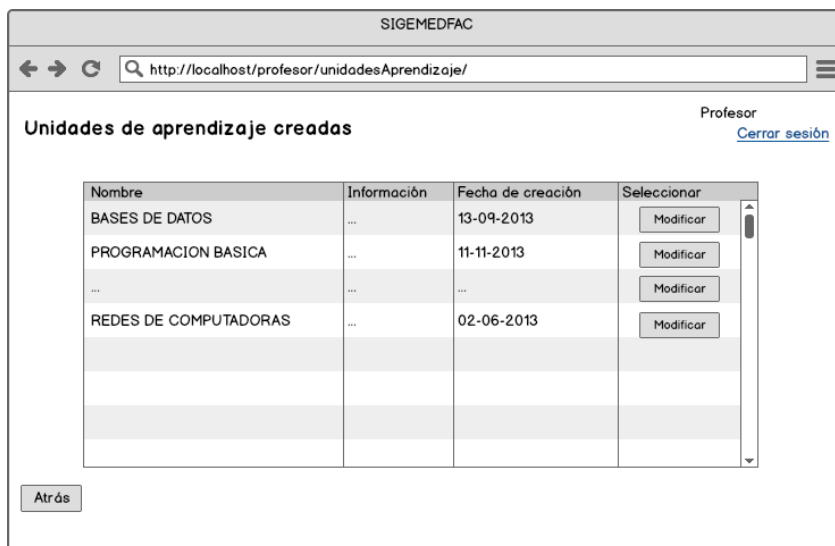 SIGEMEDFAC
http://localhost/profesor/unidadesAprendizaje/
Profesor
Unidades de aprendizaje creadas
Cerrar sesión
Nombre Información Fecha de creación Seleccionar
BASES DE DATOS ... 13-09-2013 Modificar
PROGRAMACION BASICA ... 11-11-2013 Modificar
... ... ... Modificar
REDES DE COMPUTADORAS ... 02-06-2013 Modificar
Atrás